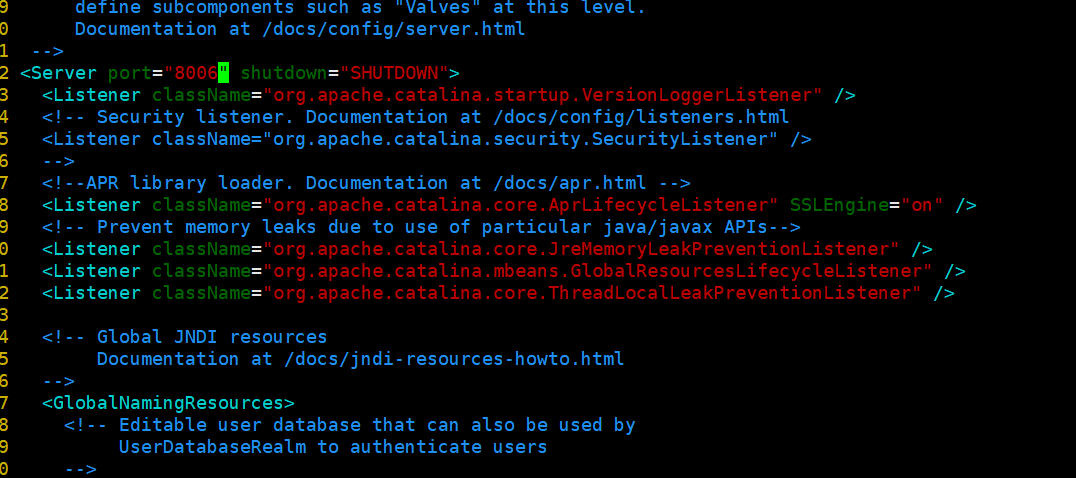 9      define subcomponents such as "Valves" at this level.
0      Documentation at /docs/config/server.html
1  -->
2 <Server port="8006" shutdown="SHUTDOWN">
3   <Listener className="org.apache.catalina.startup.VersionLoggerListener" />
4   <!-- Security listener. Documentation at /docs/config/listeners.html
5   <Listener className="org.apache.catalina.security.SecurityListener" />
6   -->
7   <!--APR library loader. Documentation at /docs/apr.html -->
8   <Listener className="org.apache.catalina.core.AprLifecycleListener" SSLEngine="on" />
9   <!-- Prevent memory leaks due to use of particular java/javax APIs-->
0   <Listener className="org.apache.catalina.core.JreMemoryLeakPreventionListener" />
1   <Listener className="org.apache.catalina.mbeans.GlobalResourcesLifecycleListener" />
2   <Listener className="org.apache.catalina.core.ThreadLocalLeakPreventionListener" />
3
4   <!-- Global JNDI resources
5        Documentation at /docs/jndi-resources-howto.html
6   -->
7   <GlobalNamingResources>
8     <!-- Editable user database that can also be used by
9          UserDatabaseRealm to authenticate users
0     -->